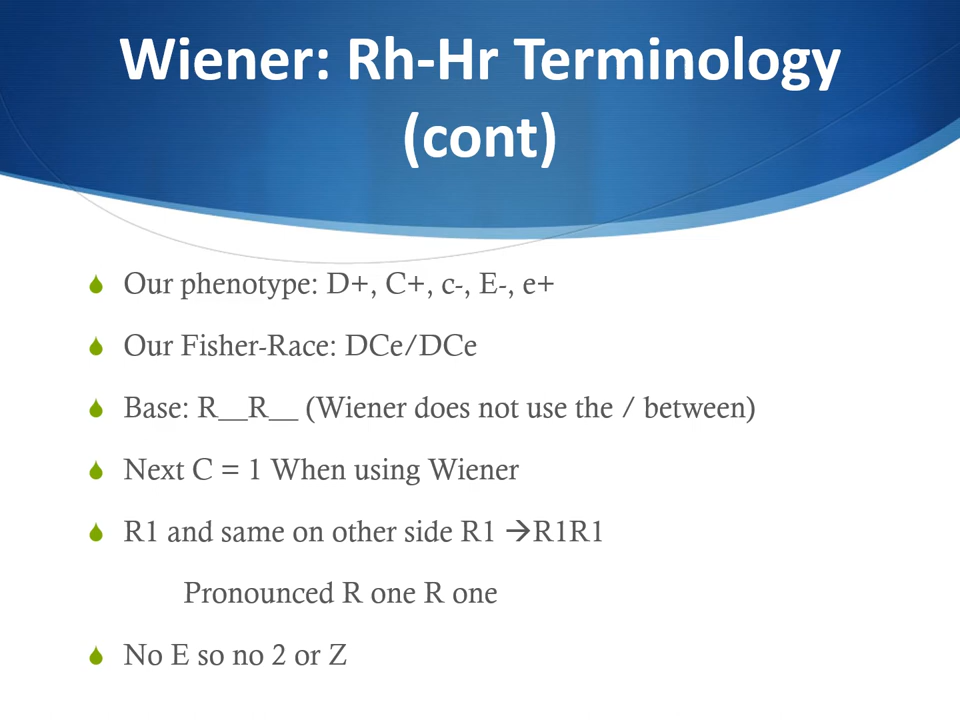 Wiener: Rh-Hr Terminology
(cont)
Our phenotype: D+, C+, c-, E-, e+
Our Fisher-Race: DCe/DCe
Base: R__R__ (Wiener does not use the / between)
Next C = 1 When using Wiener
R1 and same on other side R1 →R1R1
Pronounced R one R one
No E so no 2 or Z